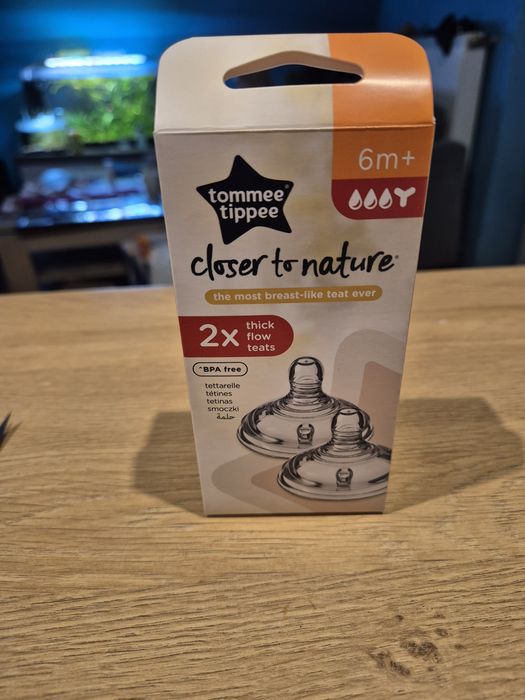 6m+
tommee
tippee
closer to nature®
the most breast-like teat ever
2x thick
flow
teats
*BPA free
tettarelle
tétines
tetinas
smoczki
حلمة